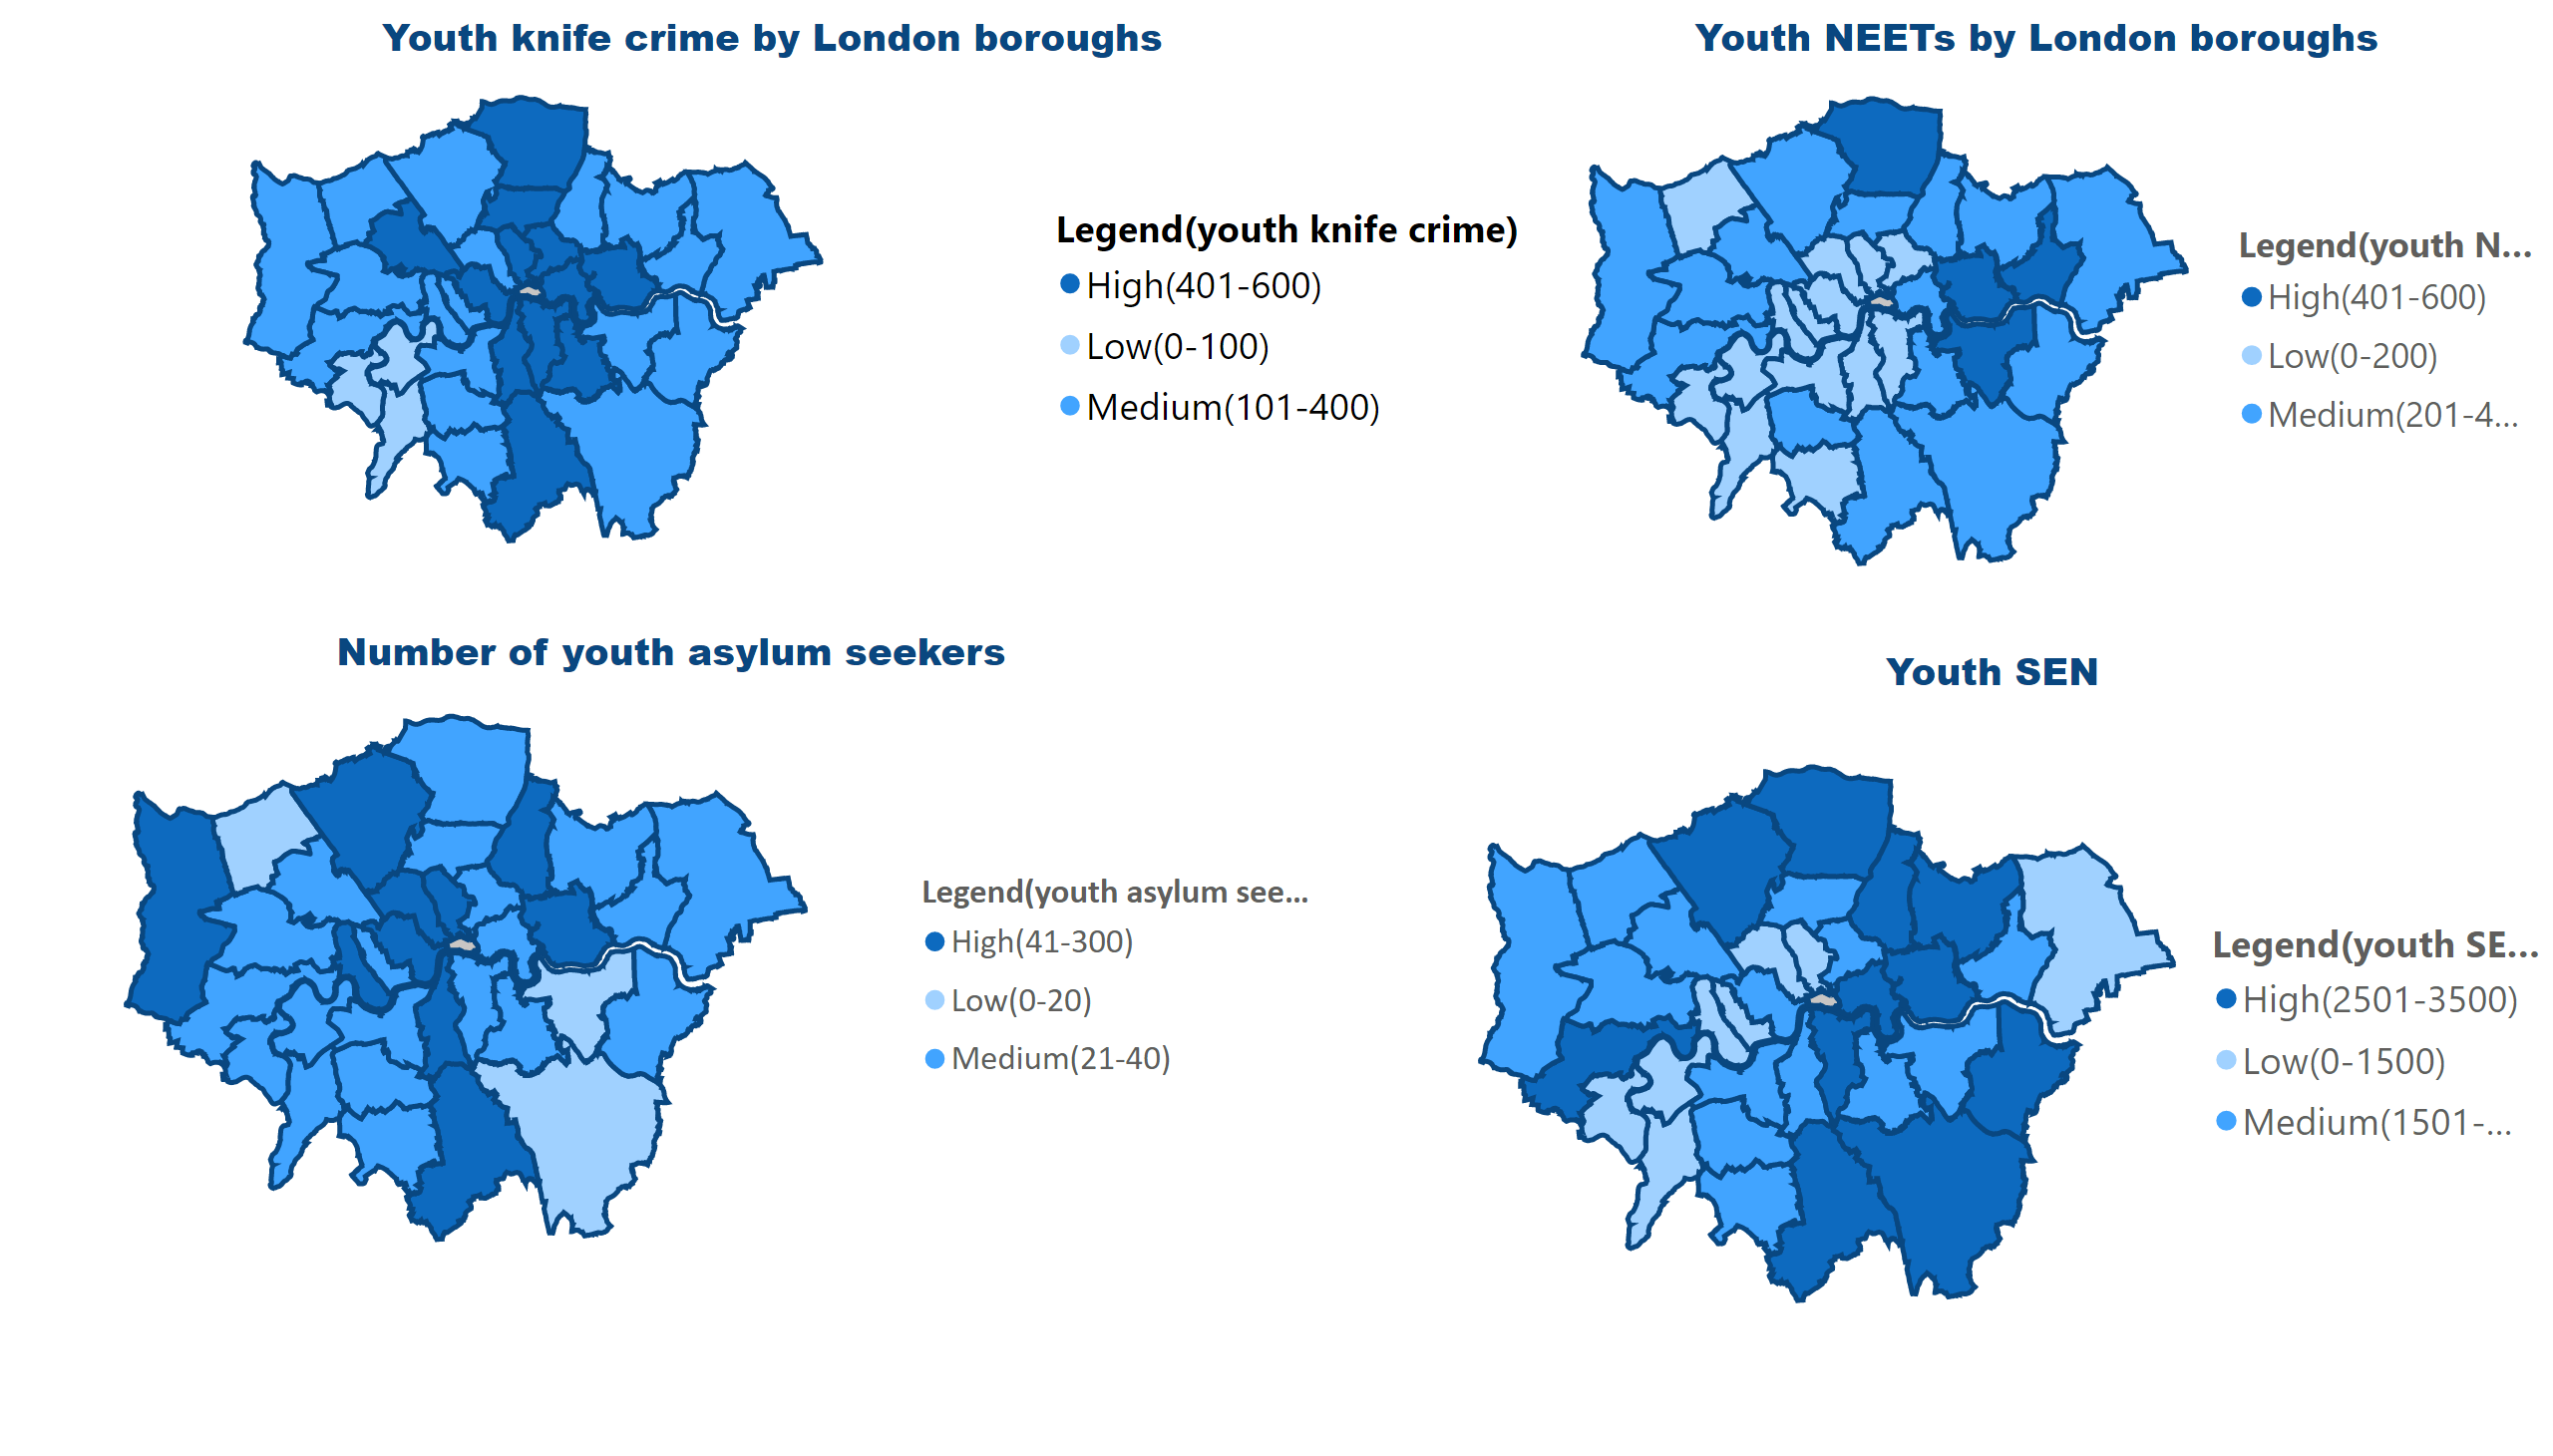 Youth knife crime by London boroughs
Legend(youth knife crime)
High(401-600)
Low(0-100)
Medium(101-400)
Youth NEETs by London boroughs
Legend(youth N...
High(401-600)
Low(0-200)
Medium(201-4...
Number of youth asylum seekers
Legend(youth asylum see...
High(41-300)
Low(0-20)
Medium(21-40)
Youth SEN
Legend(youth SE...
High(2501-3500)
Low(0-1500)
Medium(1501-...